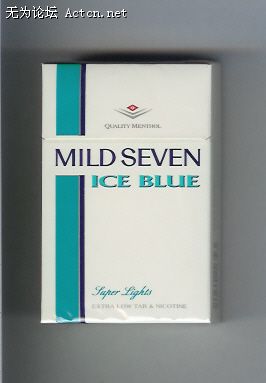 无为论坛 Actcn.net
QUALITY MENTHOL
MILD SEVEN
ICE BLUE
Super Lights
EXTRA LOW TAR & NICOTINE